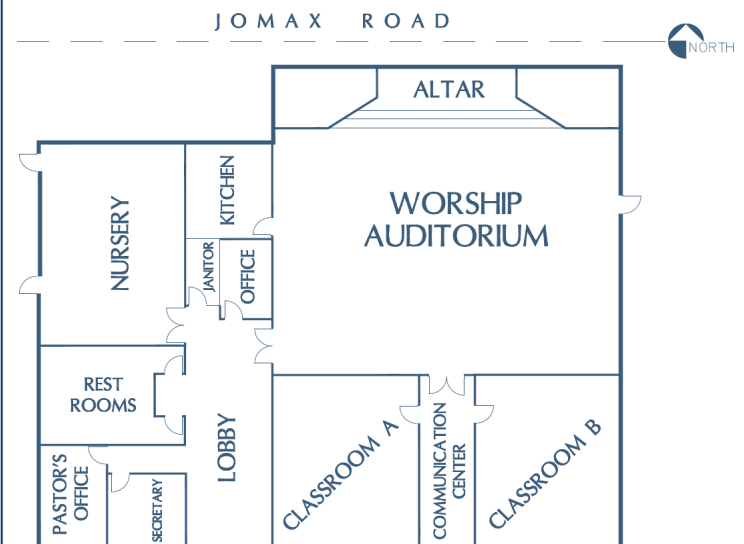 JOMAX ROAD
NORTH
ALTAR
WORSHIP
AUDITORIUM
KITCHEN
NURSERY
JANITOR
OFFICE
REST
ROOMS
LOBBY
CLASSROOM A
COMMUNICATION
CENTER
CLASSROOM B
PASTOR'S
OFFICE
SECRETARY